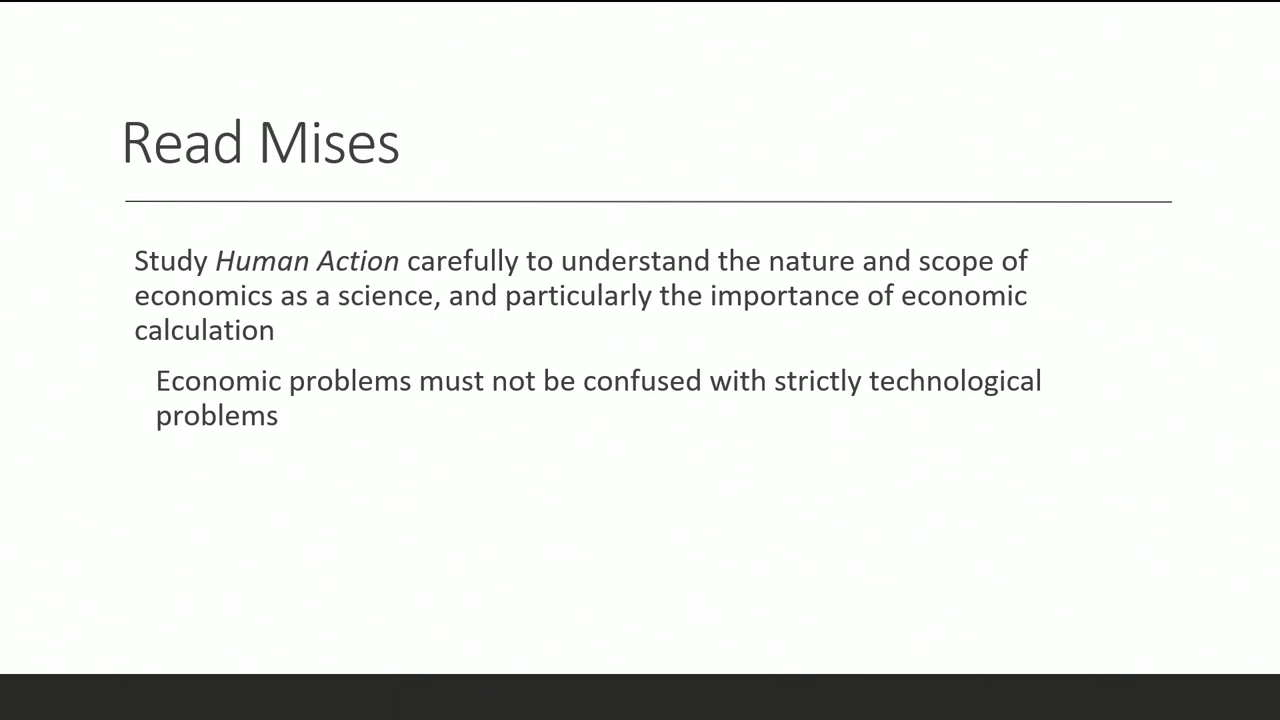 Read Mises
Study Human Action carefully to understand the nature and scope of
economics as a science, and particularly the importance of economic
calculation
Economic problems must not be confused with strictly technological
problems